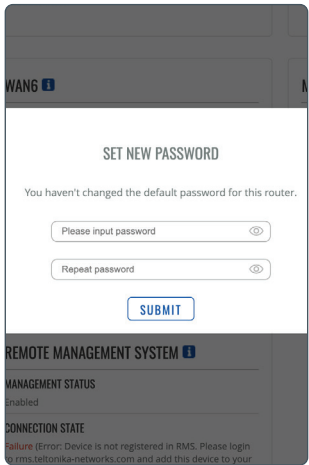 WAN6
M
SET NEW PASSWORD
You haven't changed the default password for this router.
Please input password
Repeat password
SUBMIT
REMOTE MANAGEMENT SYSTEM
MANAGEMENT STATUS
Enabled
CONNECTION STATE
Failure (Error: Device is not registered in RMS. Please login
to rms.teltonika-networks.com and add this device to your